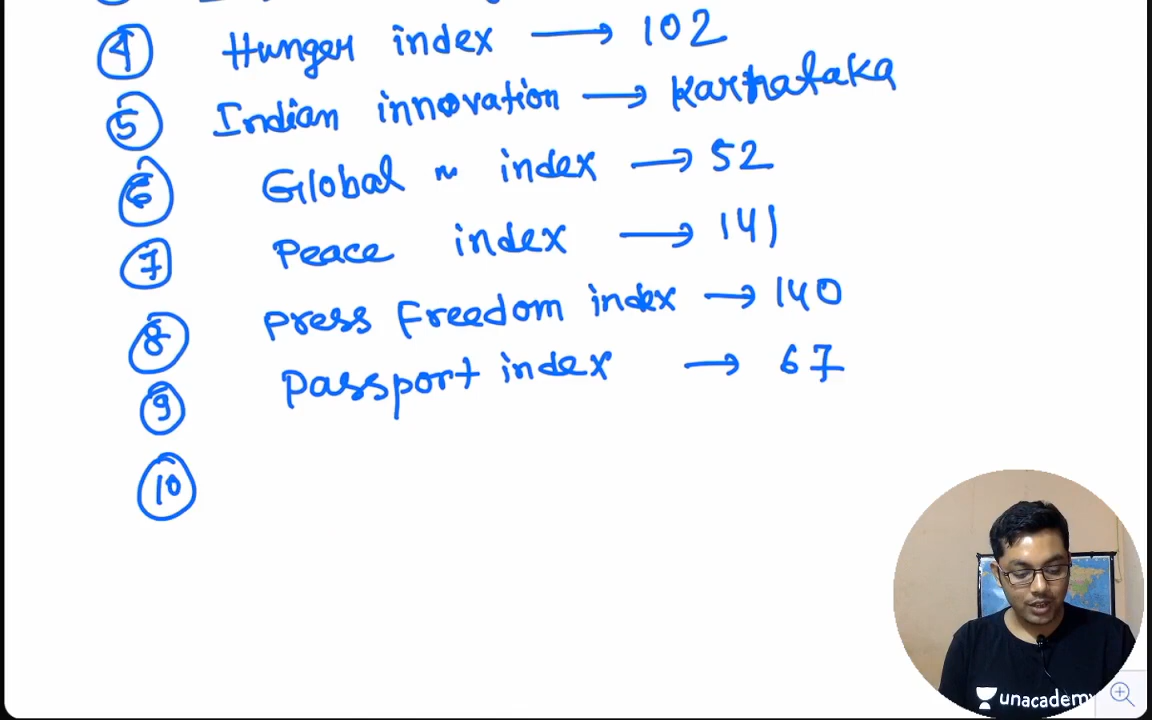 4 Hunger index → 102
5 Indian innovation → Karnataka
6 Global ~ index → 52
7 Peace index → 141
8 Press Freedom index → 140
9 Passport index → 67
10
unacademy